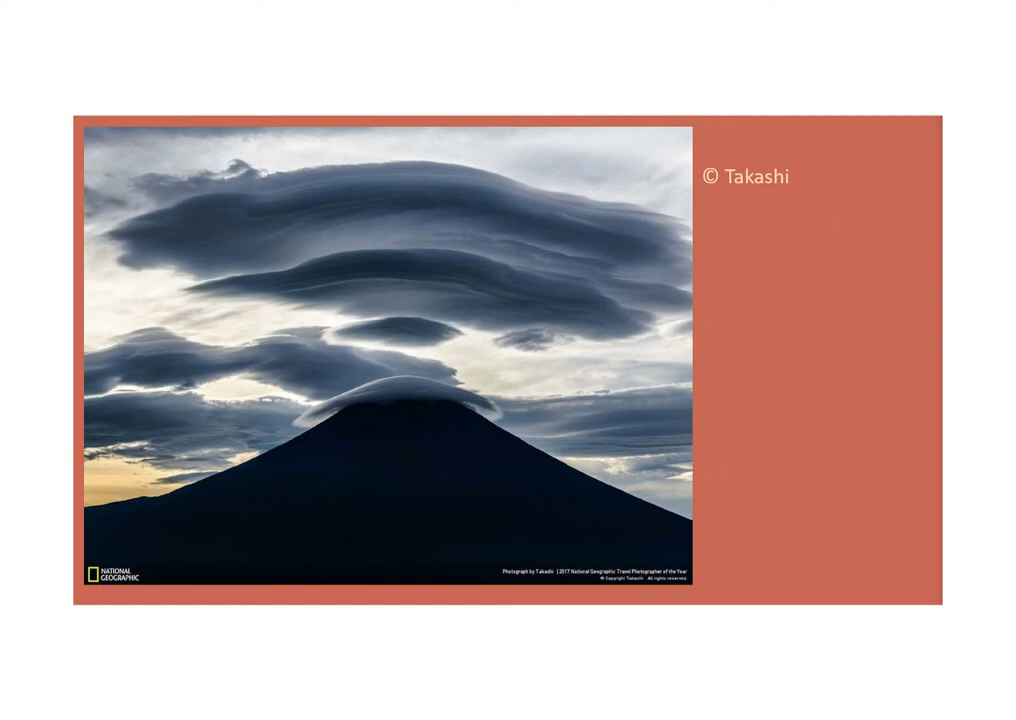 © Takashi
NATIONAL
GEOGRAPHIC
Photograph by Takashi | 2017 National Geographic Travel Photographer of the Year
© Copyright Takashi . All rights reserved.